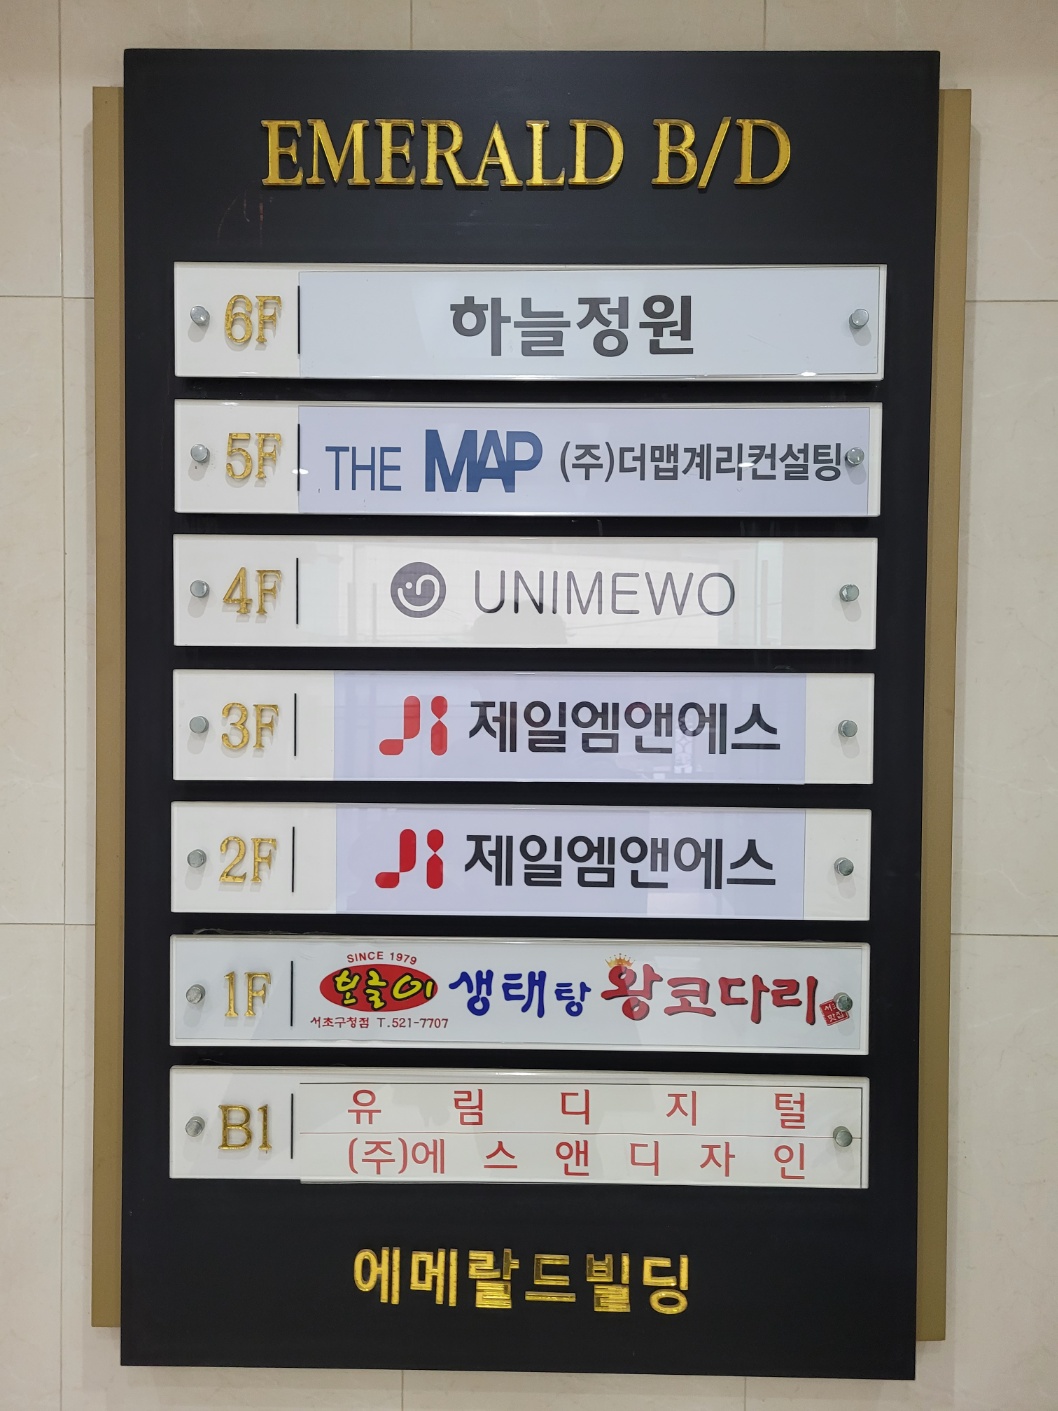 EMERALD B/D
6F 하늘정원
5F THE MAP (주)더맵계리컨설팅
4F UNIMEWO
3F Ji 제일엠앤에스
2F Ji 제일엠앤에스
SINCE 1979
1F 보글이 생태탕 왕코다리
서초구청점 T.521-7707
B1 유림디지털
(주)에스앤디자인
에메랄드빌딩